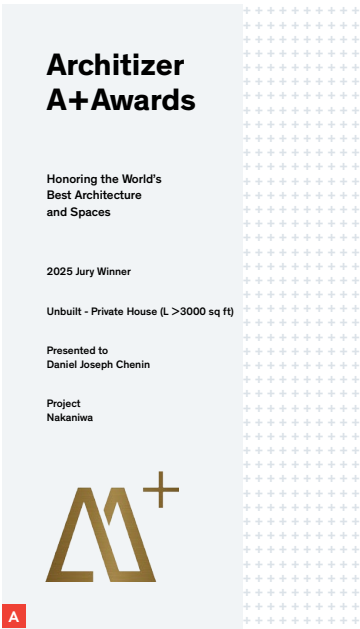 Architizer
A+Awards
Honoring the World's
Best Architecture
and Spaces
2025 Jury Winner
Unbuilt - Private House (L >3000 sq ft)
Presented to
Daniel Joseph Chenin
Project
Nakaniwa
A